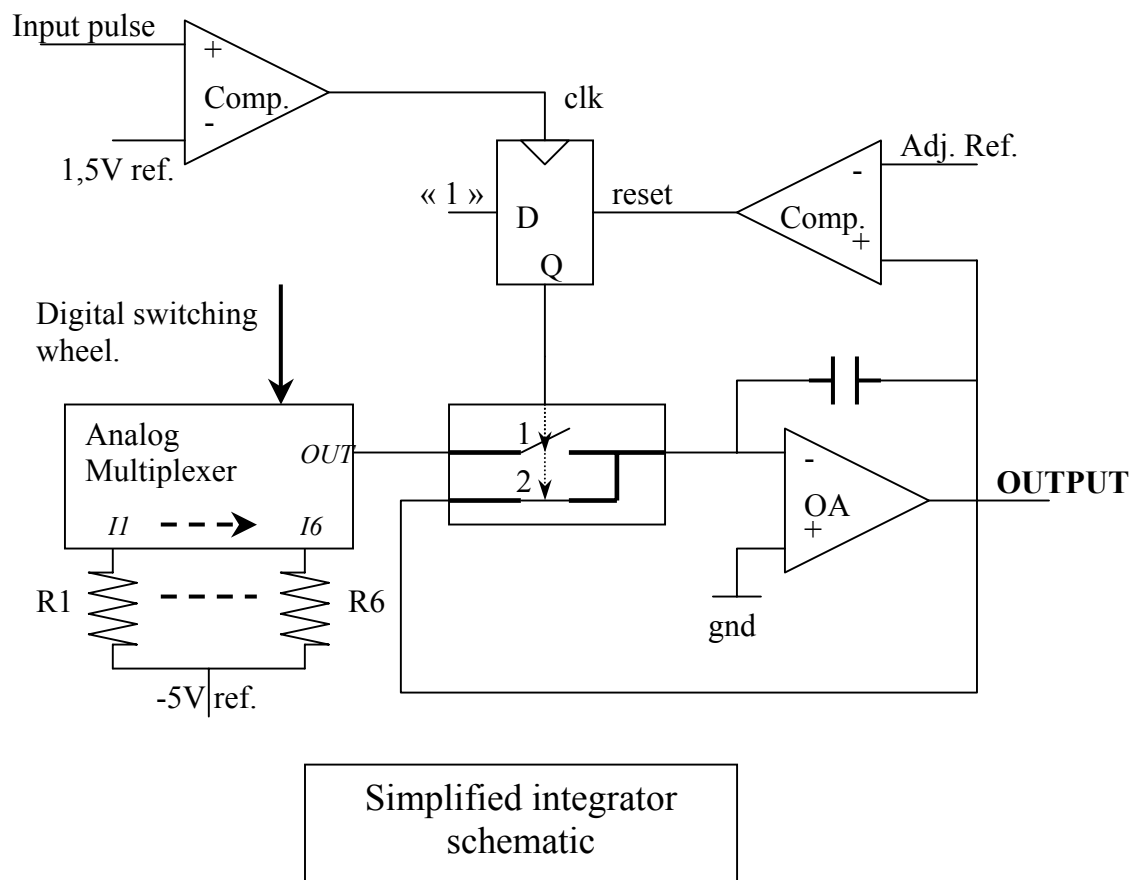 Input pulse
+
Comp.
-
1,5V ref.
clk
Adj. Ref.
-
Comp.
+
« 1 »
D
reset
Q
Digital switching
wheel.
Analog
Multiplexer
OUT
I1
I6
1
2
-
OA
+
OUTPUT
R1
R6
gnd
-5V ref.
Simplified integrator
schematic